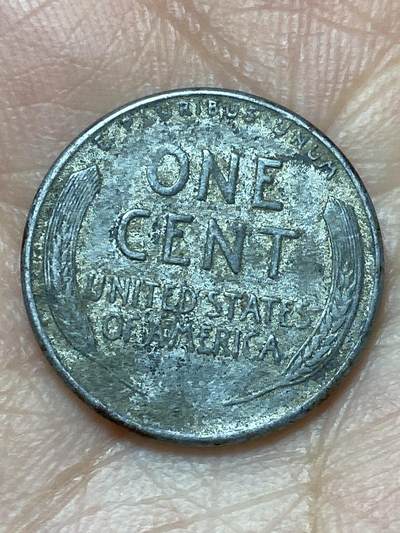 E PLURIBUS UNUM
ONE
CENT
UNITED STATES
OF AMERICA